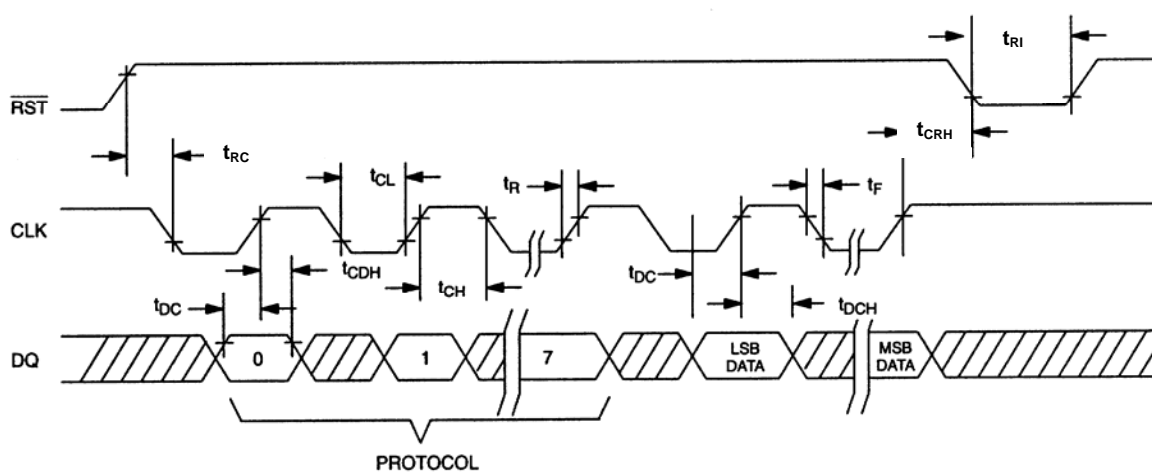 t_RI
R̅S̅T̅
t_CRH
t_RC
t_CL
t_R
t_F
CLK
t_CDH
t_DC
t_CH
t_DC
t_DCH
DQ
0
1
7
LSB
DATA
MSB
DATA
PROTOCOL